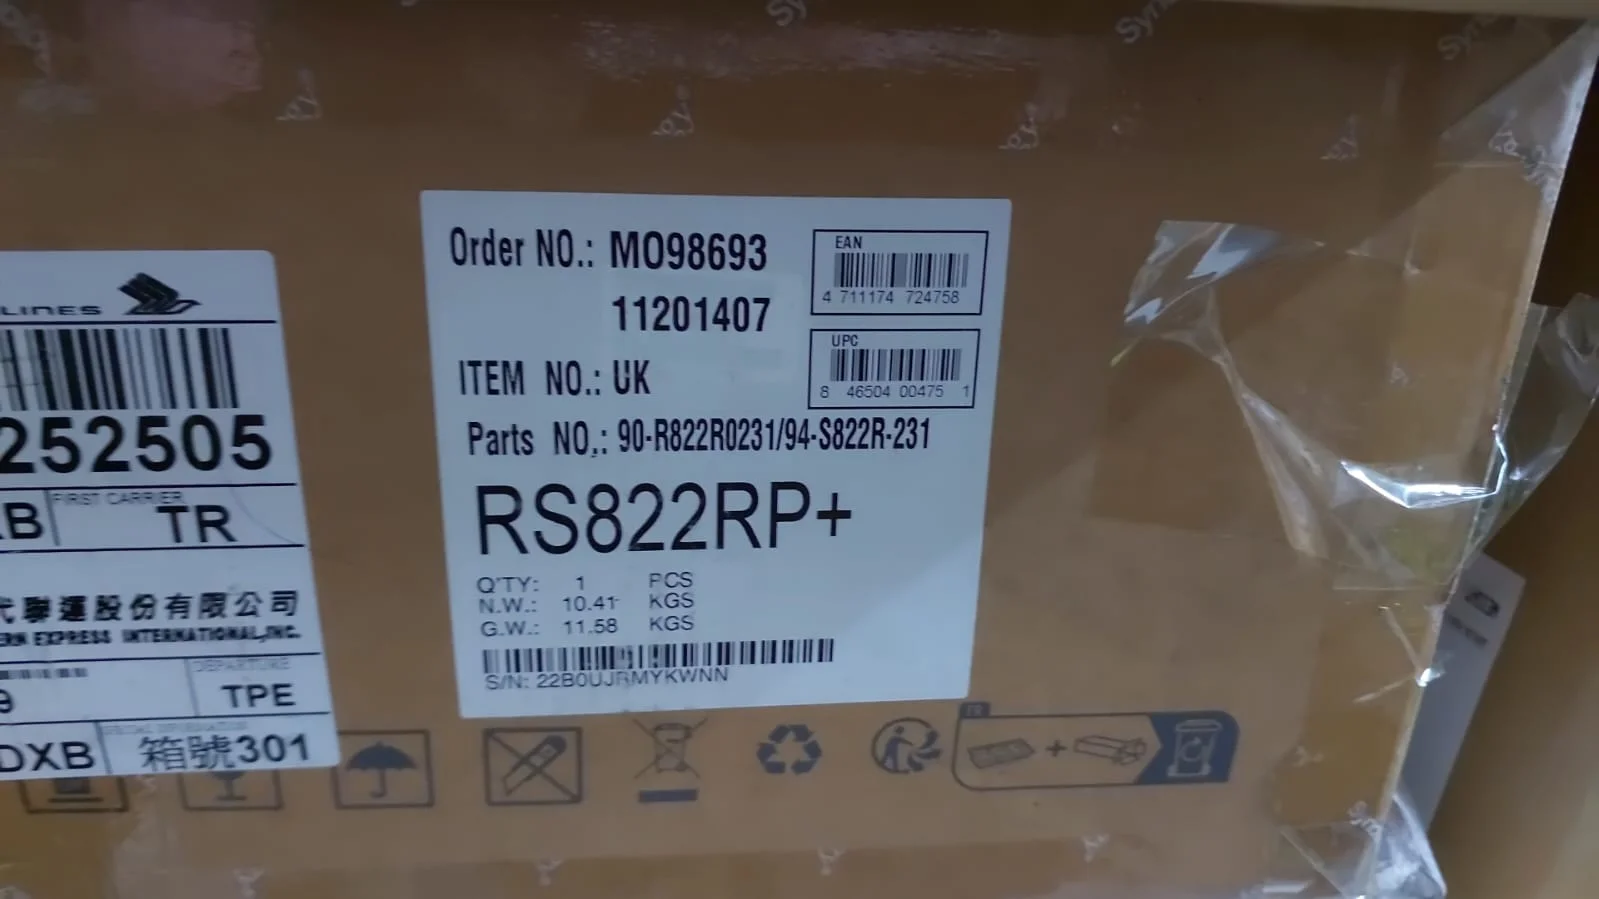 LINES
252505
B
FIRST CARRIER
TR
代聯運股份有限公司
ERN EXPRESS INTERNATIONAL,INC.
9
DEPARTURE
TPE
DXB
箱號301
Order NO.: MO98693
11201407
EAN
4 711174 724758
UPC
8 46504 00475 1
ITEM NO.: UK
Parts NO,: 90-R822R0231/94-S822R-231
RS822RP+
Q'TY: 1 PCS
N.W.: 10.41 KGS
G.W.: 11.58 KGS
S/N: 22B0UJRMYKWNN
FR